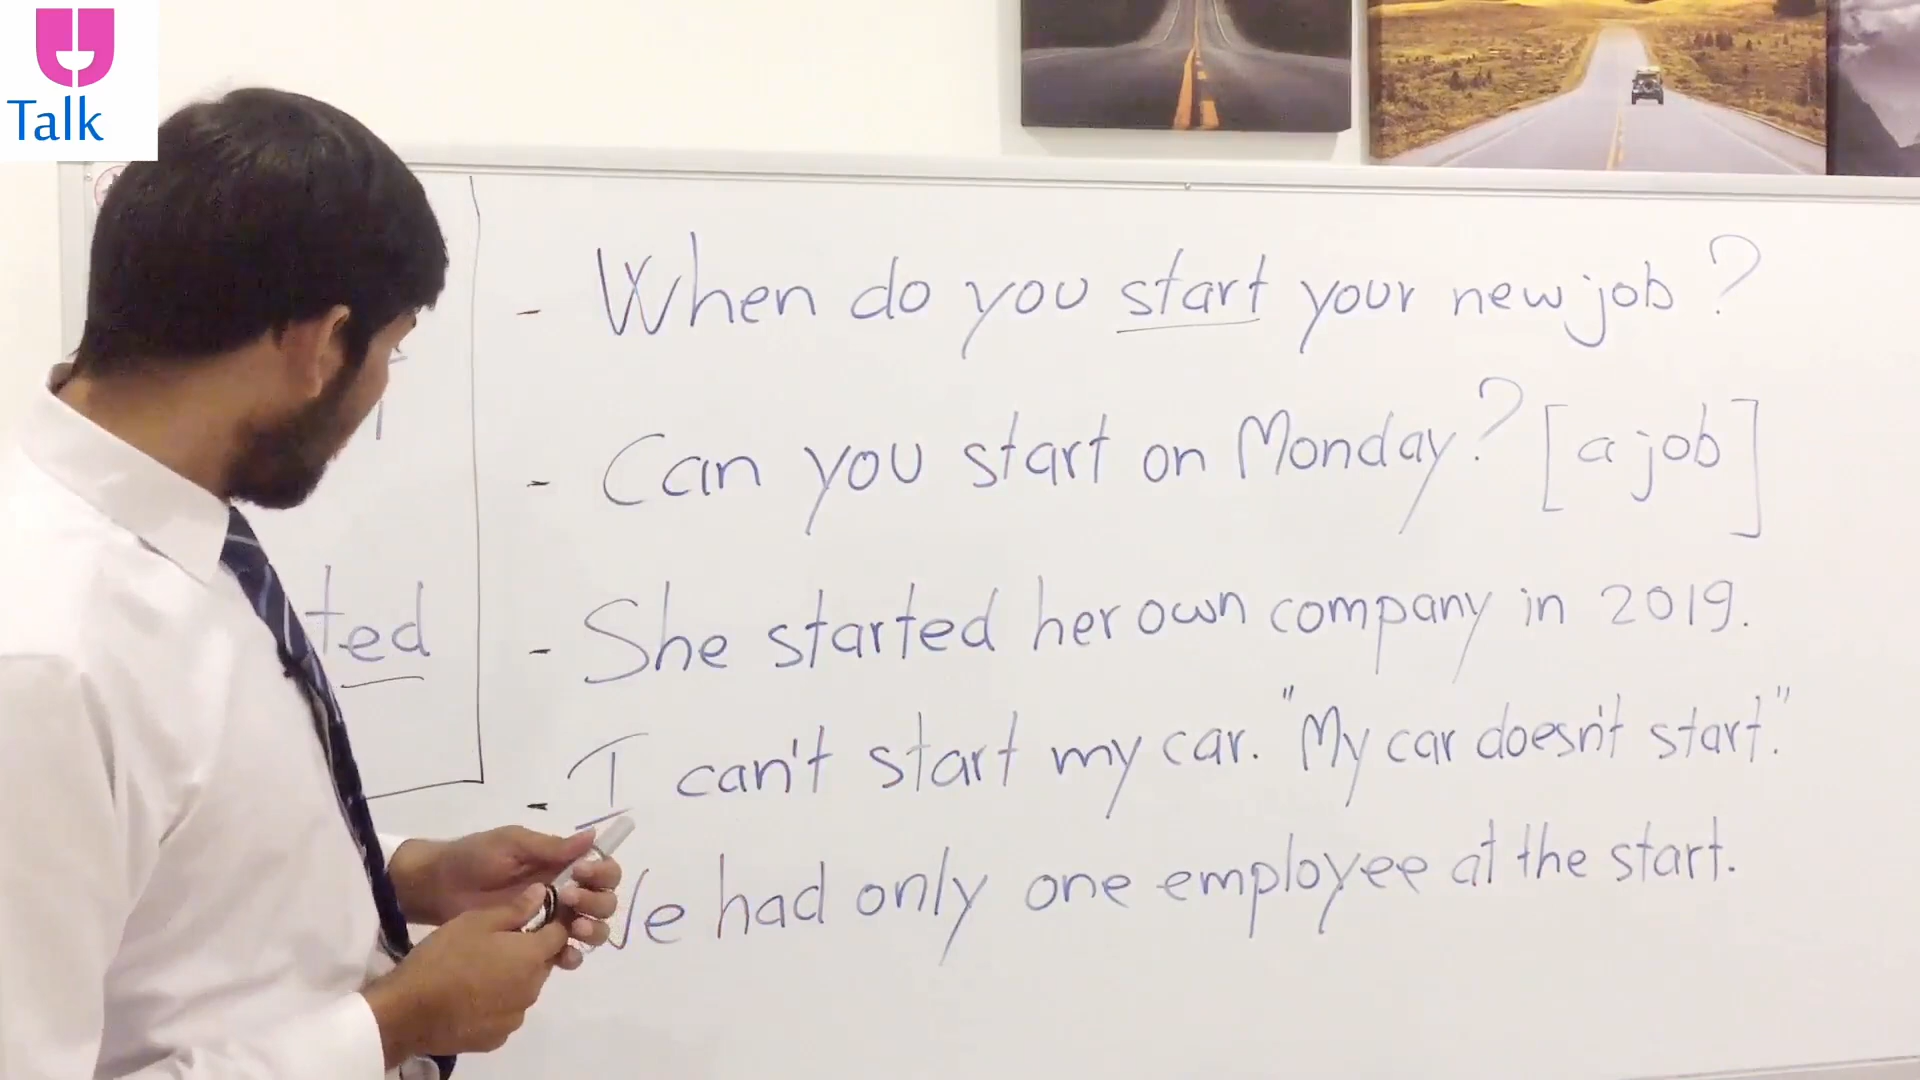 Talk
- When do you start your new job?
- Can you start on Monday? [a job]
ted
- She started her own company in 2019.
- I can't start my car. "My car doesn't start."
We had only one employee at the start.